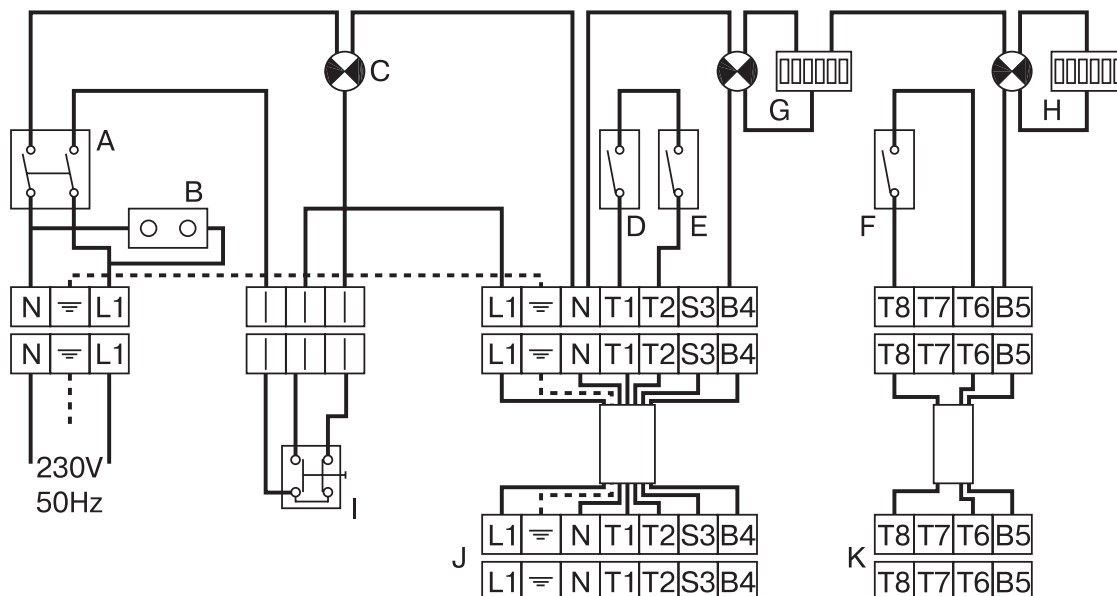 C
G
H
A
B
D
E
F
N L1
L1 N T1 T2 S3 B4
T8 T7 T6 B5
N L1
L1 N T1 T2 S3 B4
T8 T7 T6 B5
230V
50Hz
I
J
L1 N T1 T2 S3 B4
K
T8 T7 T6 B5
L1 N T1 T2 S3 B4
T8 T7 T6 B5